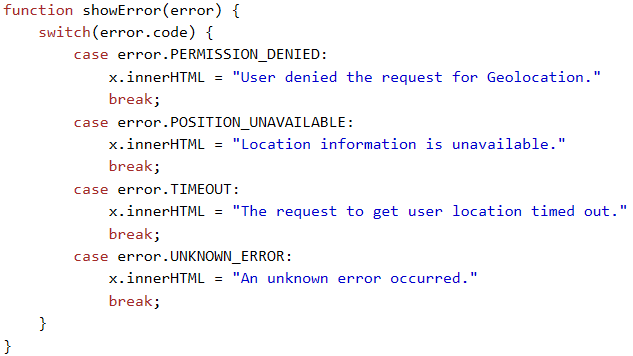 function showError(error) {
    switch(error.code) {
        case error.PERMISSION_DENIED:
            x.innerHTML = "User denied the request for Geolocation."
            break;
        case error.POSITION_UNAVAILABLE:
            x.innerHTML = "Location information is unavailable."
            break;
        case error.TIMEOUT:
            x.innerHTML = "The request to get user location timed out."
            break;
        case error.UNKNOWN_ERROR:
            x.innerHTML = "An unknown error occurred."
            break;
    }
}